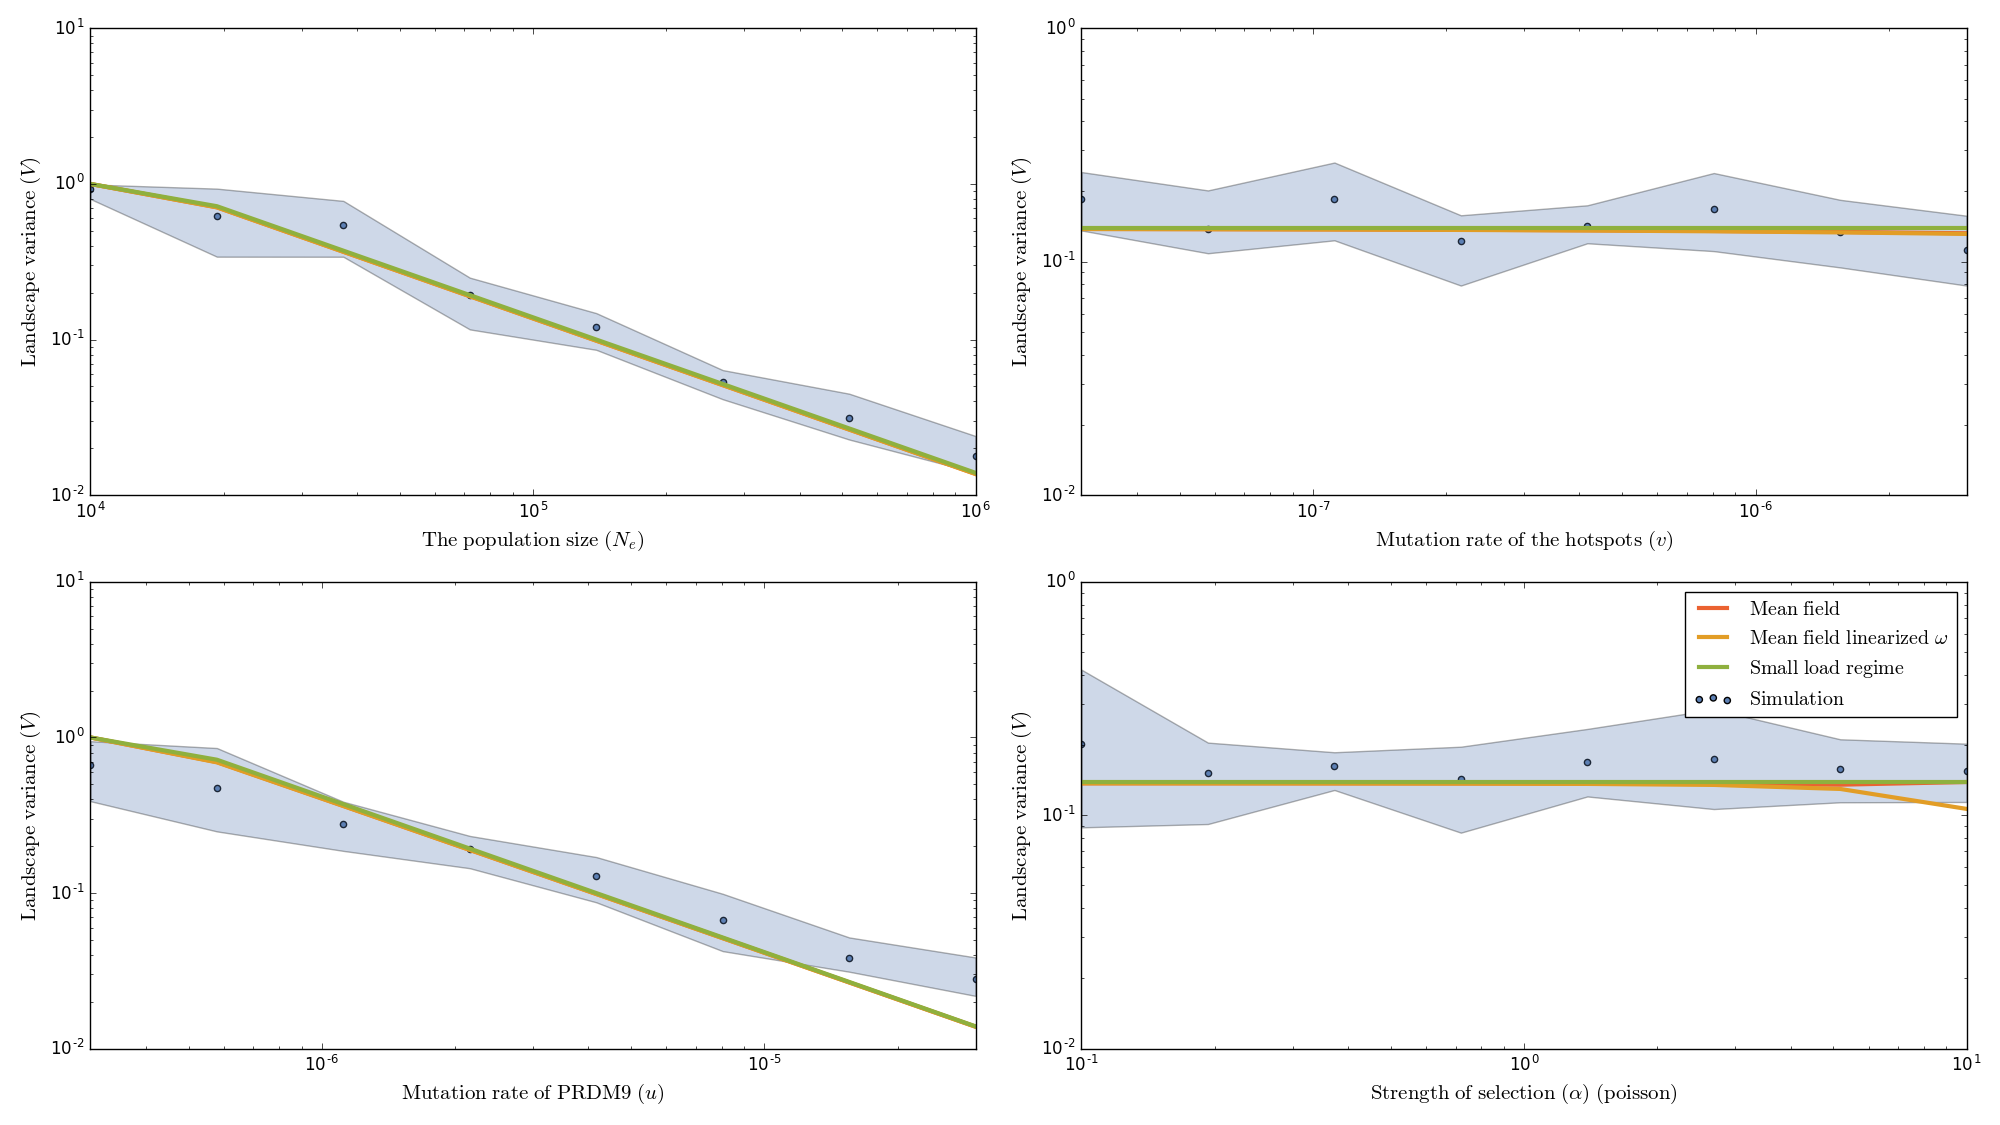 10^1
10^0
10^-1
10^-2
Landscape variance (V)
10^4
10^5
10^6
The population size (N_e)
10^0
10^-1
10^-2
Landscape variance (V)
10^-7
10^-6
Mutation rate of the hotspots (v)
10^1
10^0
10^-1
10^-2
Landscape variance (V)
10^-6
10^-5
Mutation rate of PRDM9 (u)
10^0
10^-1
10^-2
Landscape variance (V)
Mean field
Mean field linearized ω
Small load regime
Simulation
10^-1
10^0
10^1
Strength of selection (α) (poisson)